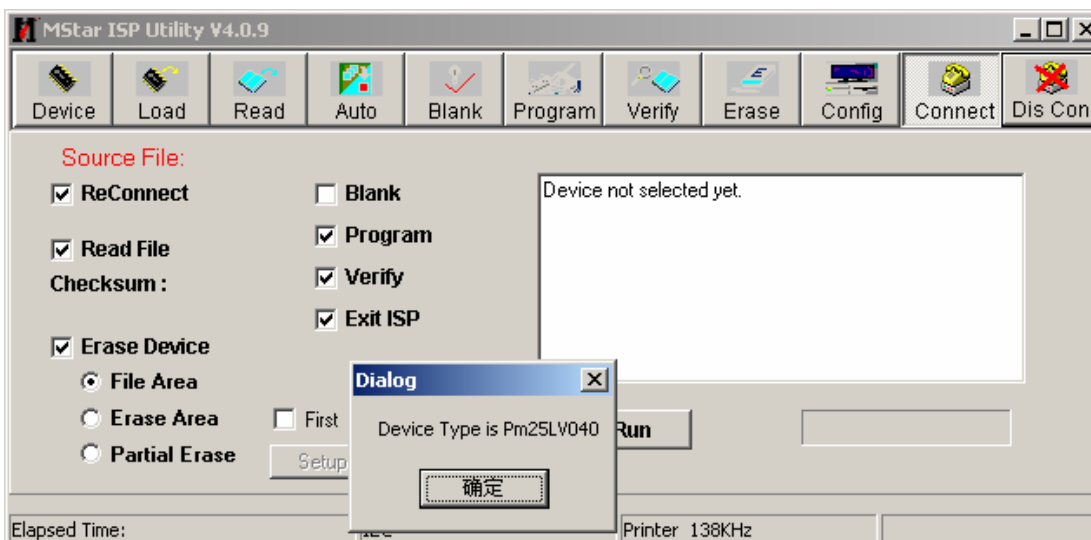 MStar ISP Utility V4.0.9
Device Load Read Auto Blank Program Verify Erase Config Connect Dis Con
Source File:
ReConnect
Blank
Device not selected yet.
Program
Read File
Verify
Checksum :
Exit ISP
Erase Device
File Area
Dialog
Erase Area
First
Device Type is Pm25LV040
Run
Partial Erase
Setup
确定
Elapsed Time:
Printer 138KHz